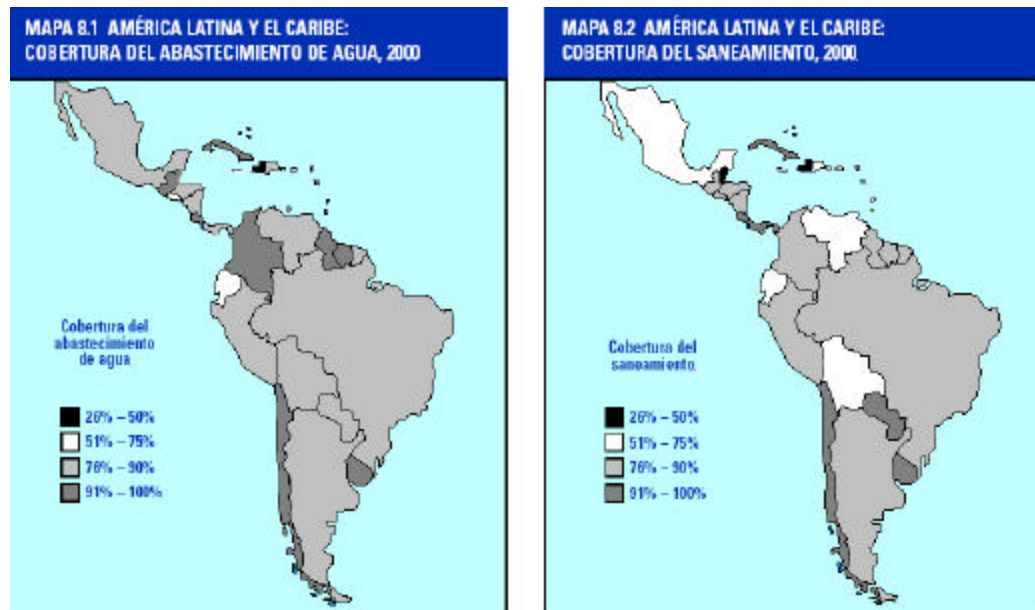 MAPA 8.1 AMÉRICA LATINA Y EL CARIBE:
COBERTURA DEL ABASTECIMIENTO DE AGUA, 2000
Cobertura del
abastecimiento
de agua
26% – 50%
51% – 75%
76% – 90%
91% – 100%
MAPA 8.2 AMÉRICA LATINA Y EL CARIBE:
COBERTURA DEL SANEAMIENTO, 2000.
Cobertura del
saneamiento.
26% – 50%
51% – 75%
76% – 90%
91% – 100%